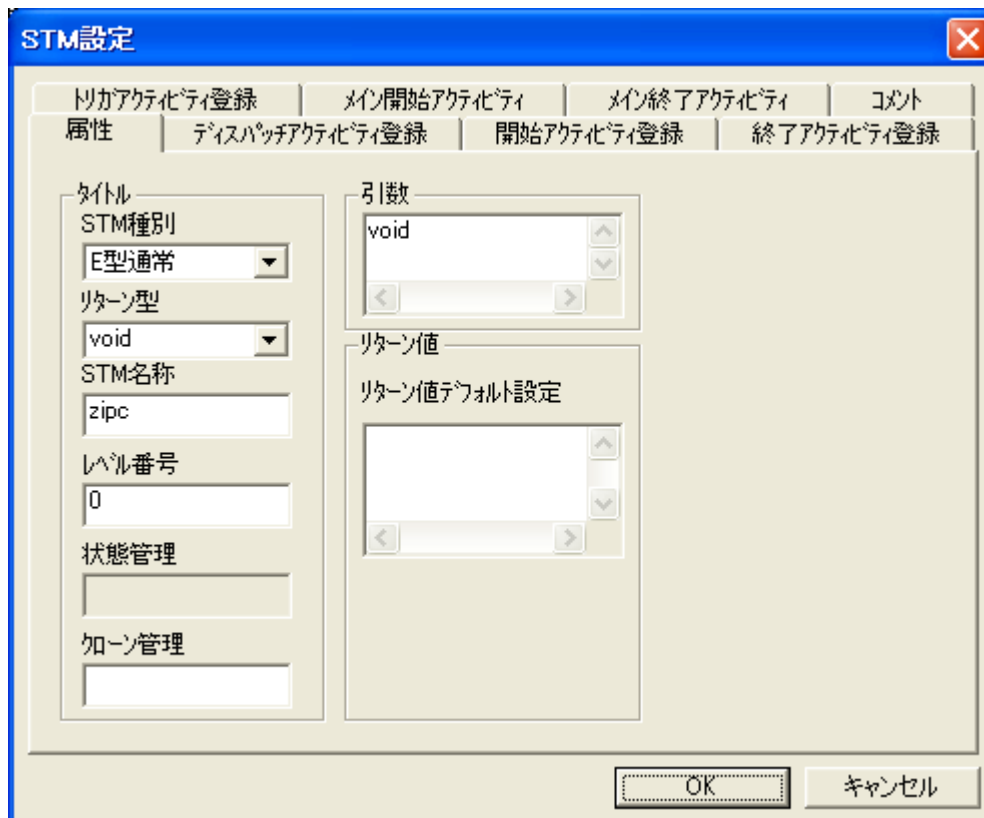 STM設定
トリガアクティビティ登録
メイン開始アクティビティ
メイン終了アクティビティ
コメント
属性
ディスパッチアクティビティ登録
開始アクティビティ登録
終了アクティビティ登録
タイトル
STM種別
E型通常
リターン型
void
STM名称
zipc
レベル番号
0
状態管理
クローン管理
引数
void
リターン値
リターン値デフォルト設定
OK
キャンセル